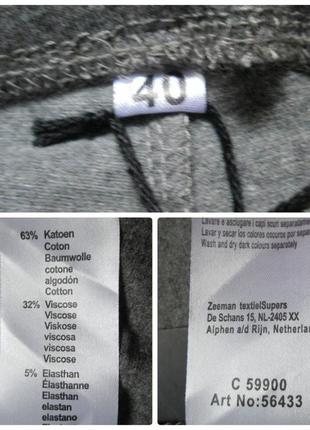 40
63% Katoen
Coton
Baumwolle
cotone
algodón
Cotton
32% Viscose
Viscose
Viskose
viscosa
viscosa
Viscose
5% Elasthan
Élasthanne
Elasthan
elastan
elastano
Lavare e asciugare i capi scuri separatamente
Lavar y secar los colores oscuros por separ
Wash and dry dark colours separately
Zeeman textielSupers
De Schans 15, NL-2405 XX
Alphen a/d Rijn, Netherlan
C 59900
Art No:56433